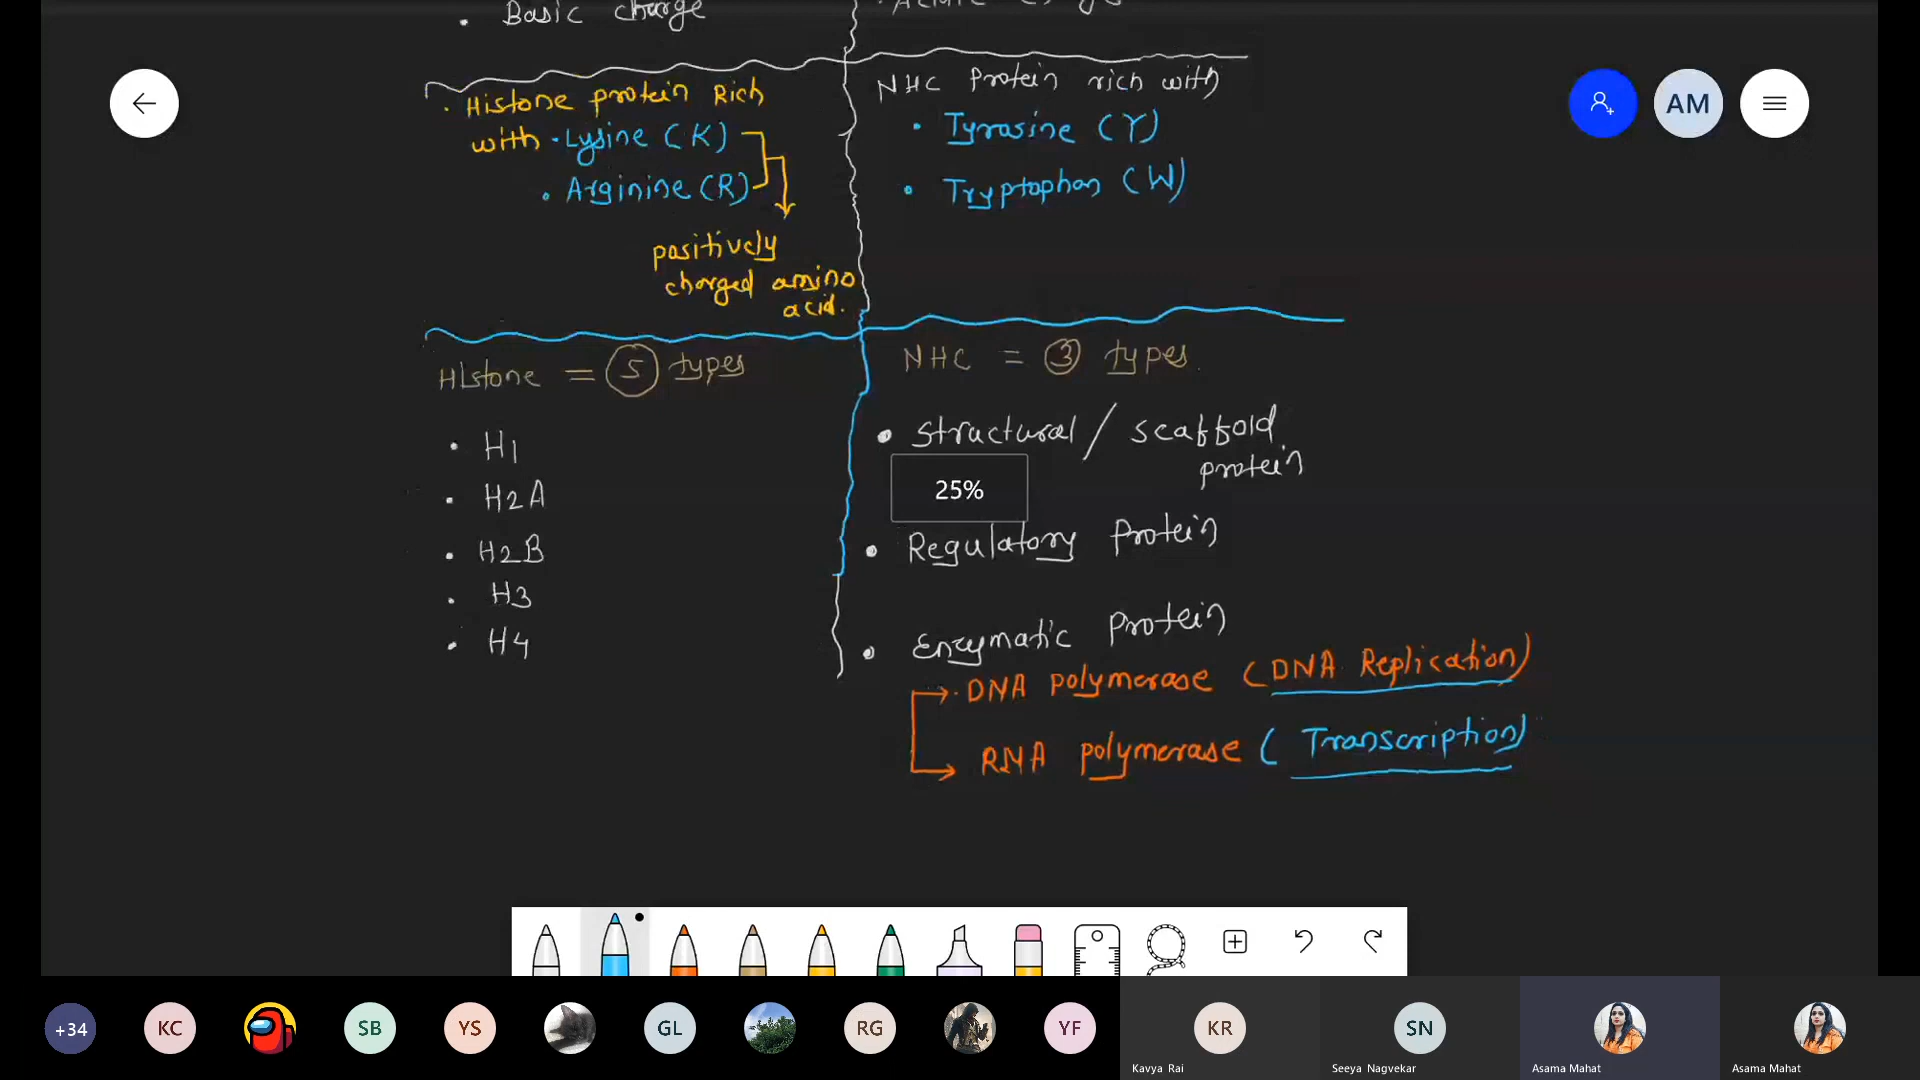 • Basic charge
• Histone protein Rich
with • Lysine (K)
• Arginine (R)
positively
charged amino
acid.
NHC Protein rich with
• Tyrosine (Y)
• Tryptophan (W)
Histone = 5 types
• H1
• H2A
• H2B
• H3
• H4
NHC = 3 types.
• Structural / scaffold
protein
25%
• Regulatory Protein
• Enzymatic Protein
• DNA polymerase (DNA Replication)
RNA polymerase (Transcription)
AM
+34
KC
SB
YS
GL
RG
YF
KR
SN
Kavya Rai
Seeya Nagvekar
Asama Mahat
Asama Mahat